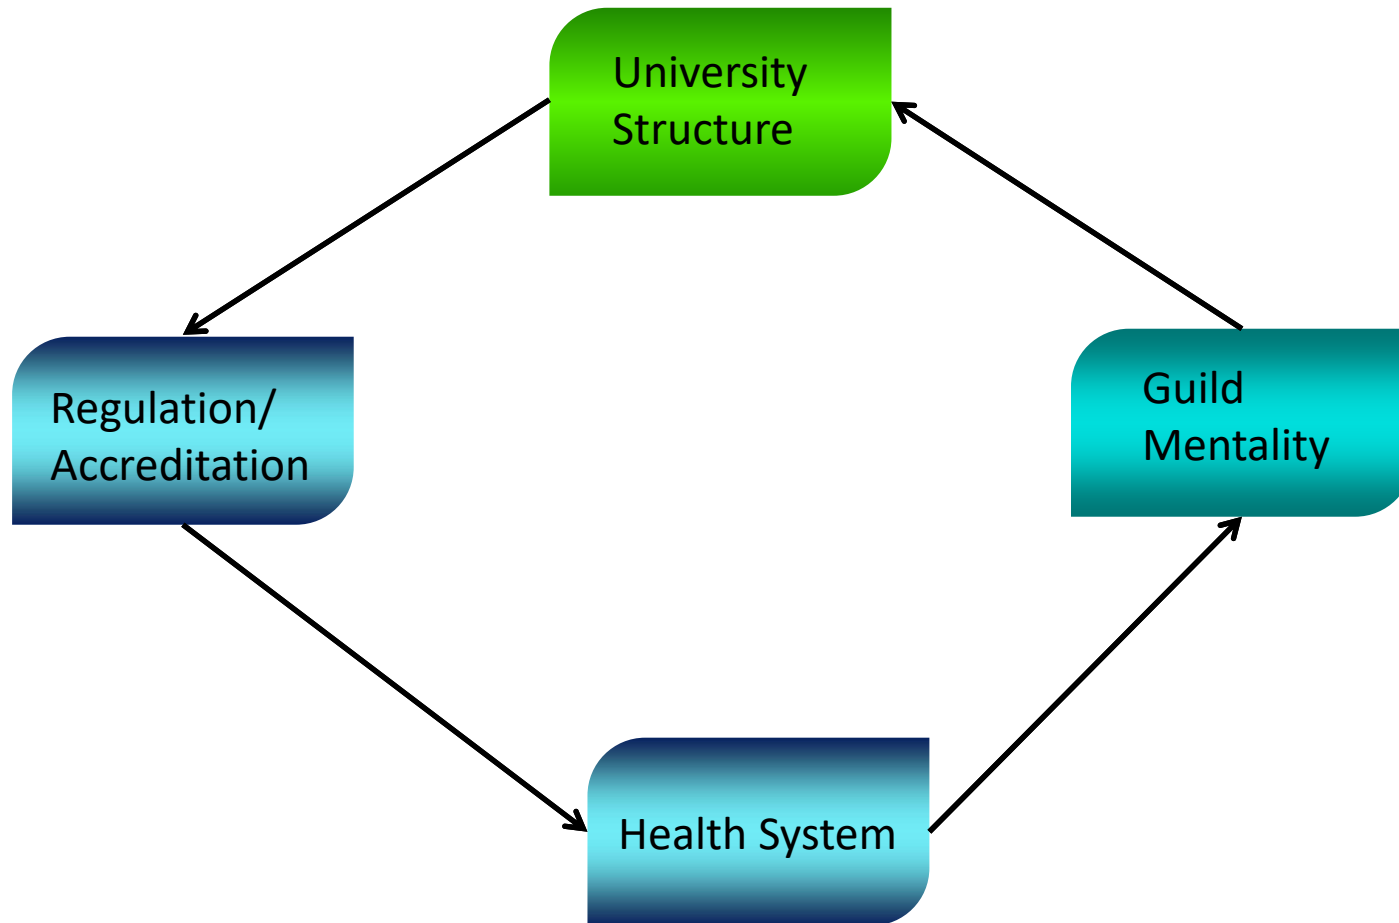 University
Structure
Regulation/
Accreditation
Guild
Mentality
Health System